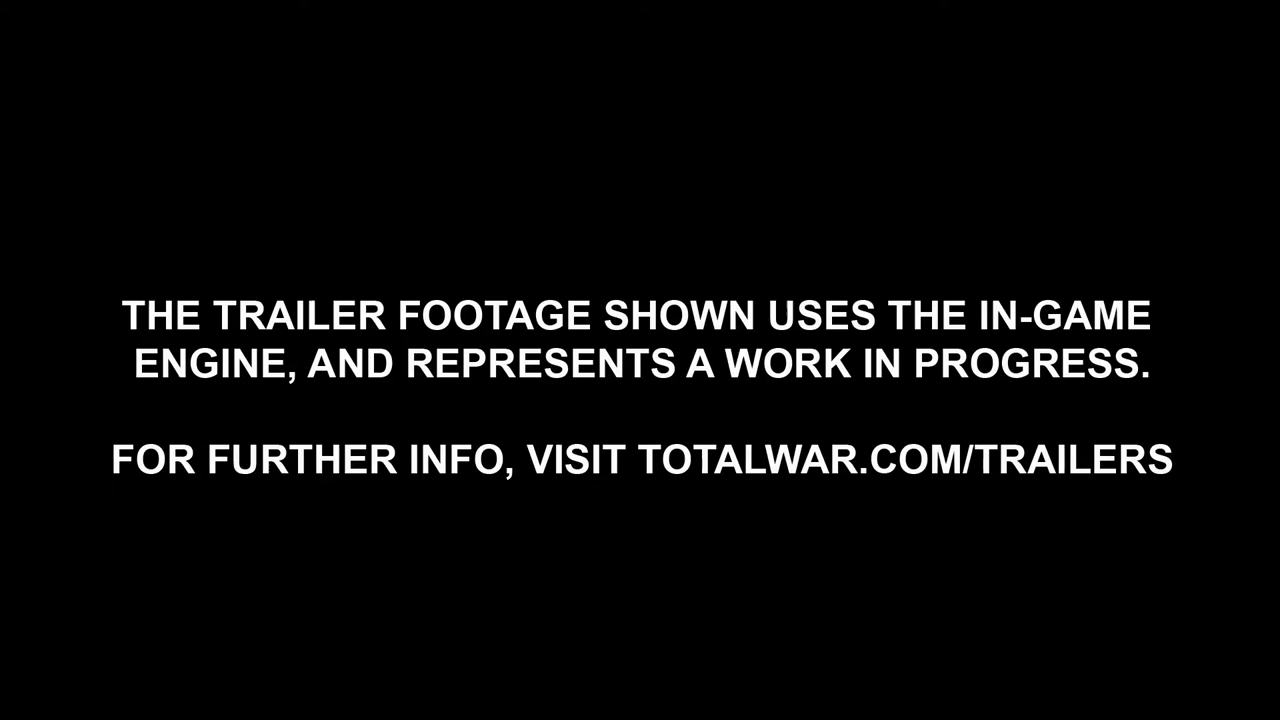 THE TRAILER FOOTAGE SHOWN USES THE IN-GAME
ENGINE, AND REPRESENTS A WORK IN PROGRESS.
FOR FURTHER INFO, VISIT TOTALWAR.COM/TRAILERS